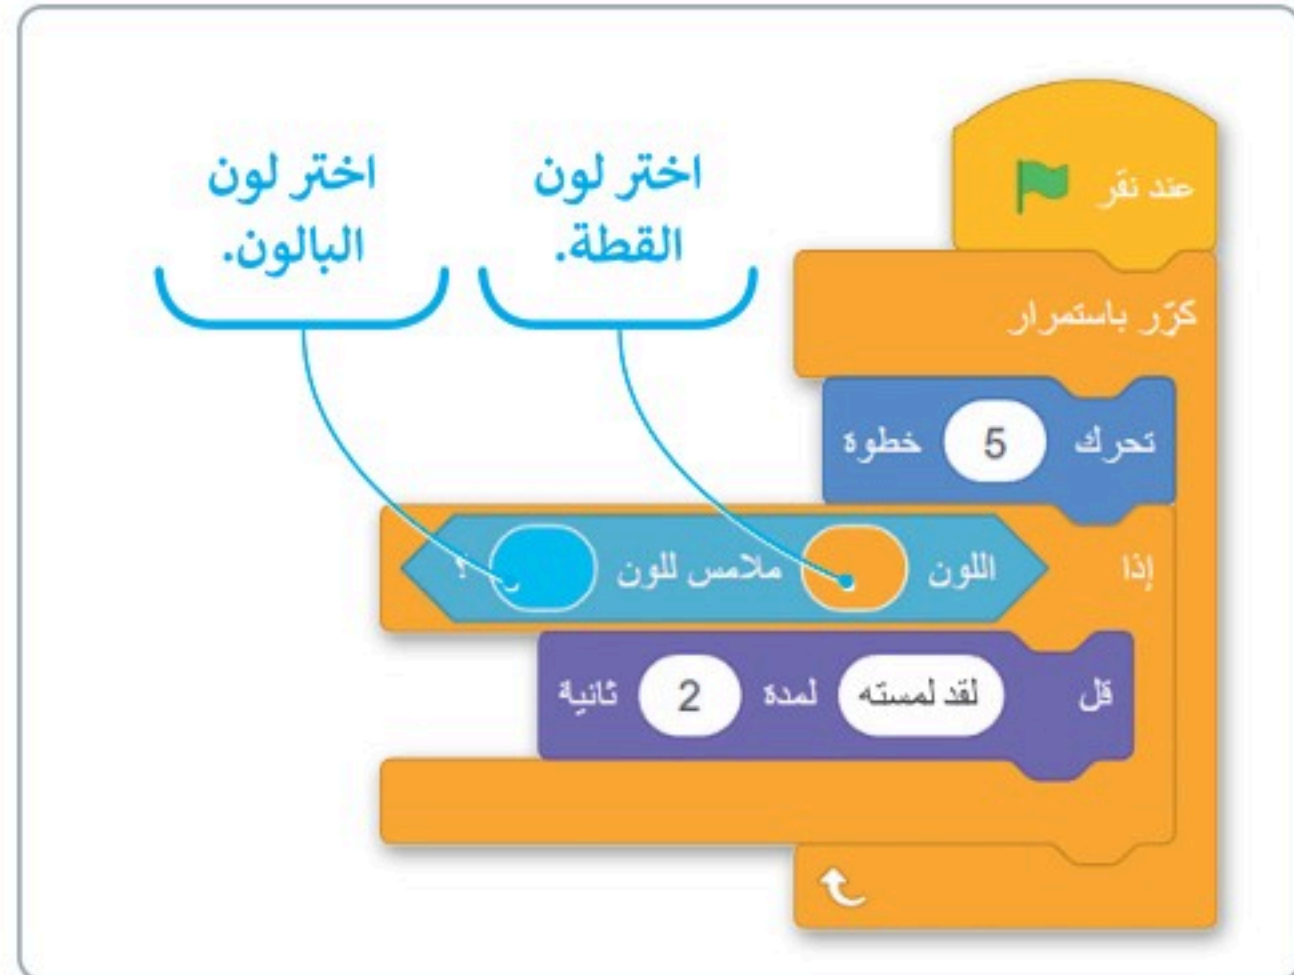 اختر لون
القطة.
اختر لون
البالون.
عند نقر
كرّر باستمرار
تحرك 5 خطوة
إذا اللون ملامس للون ؟
قل لقد لمسته لمدة 2 ثانية